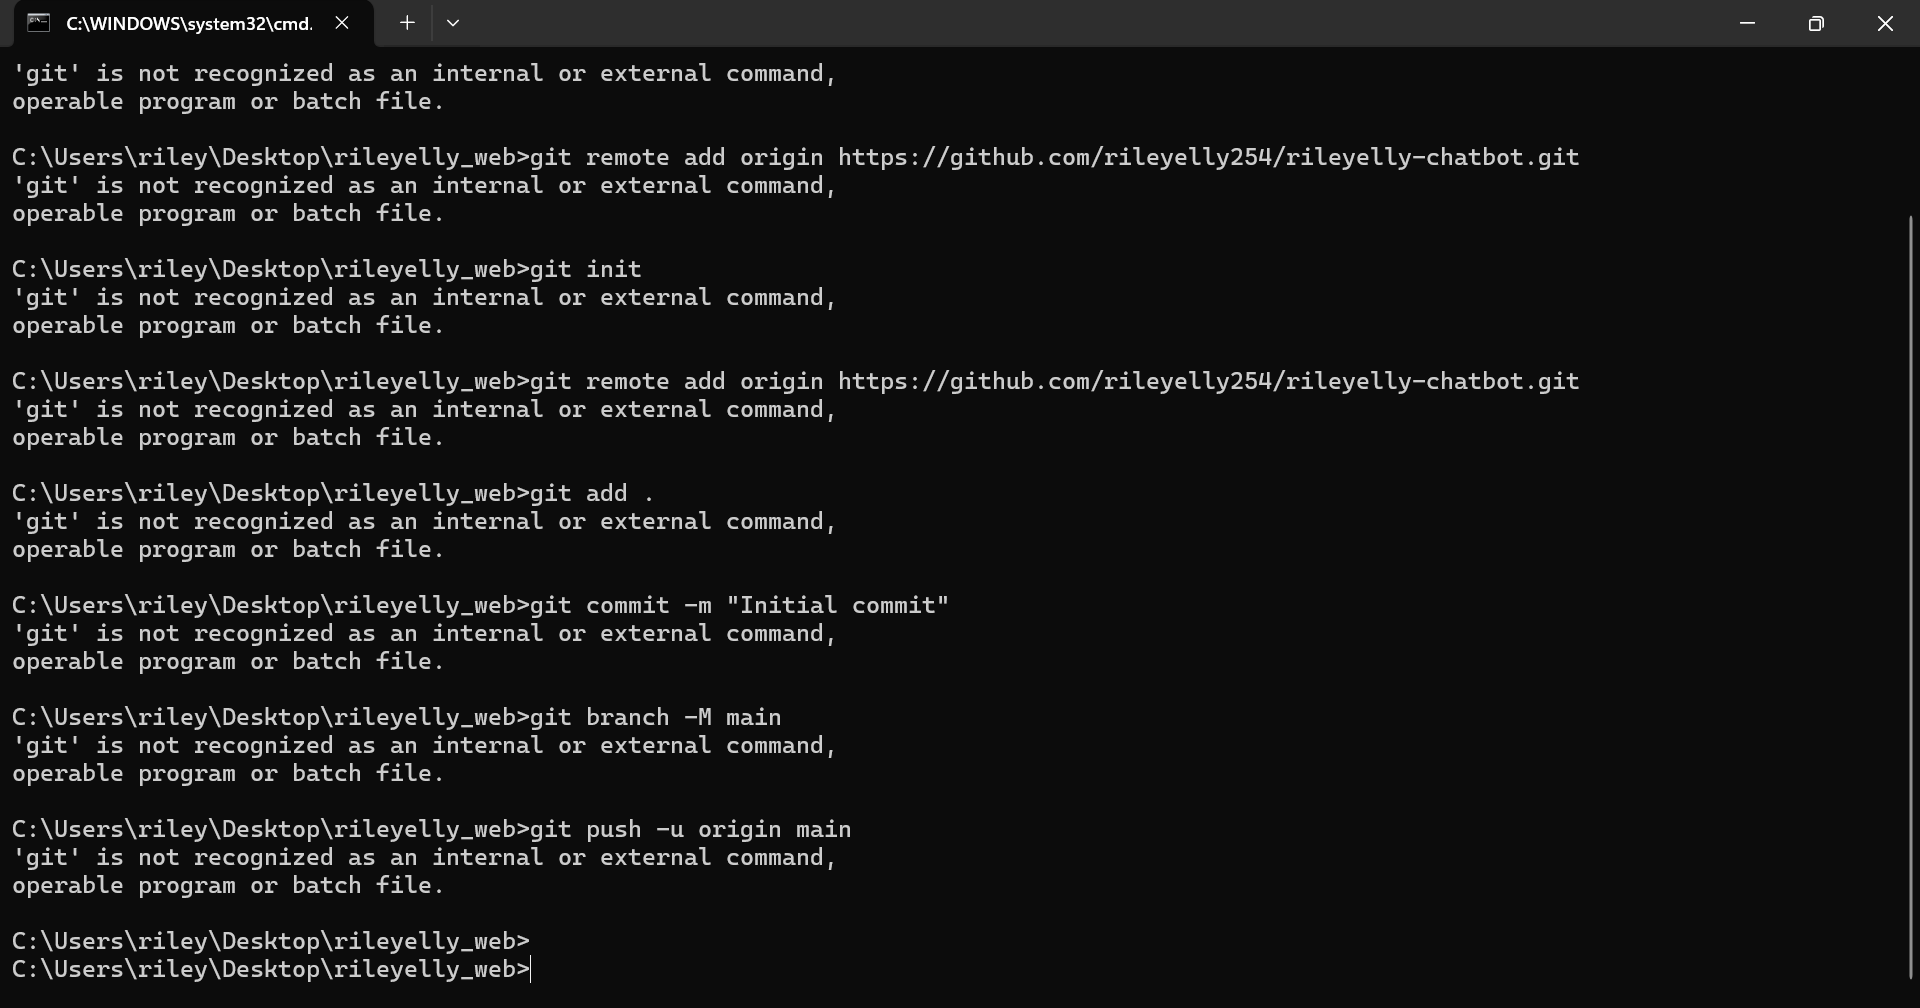 C:\WINDOWS\system32\cmd.
'git' is not recognized as an internal or external command,
operable program or batch file.
C:\Users\riley\Desktop\rileyelly_web>git remote add origin https://github.com/rileyelly254/rileyelly-chatbot.git
'git' is not recognized as an internal or external command,
operable program or batch file.
C:\Users\riley\Desktop\rileyelly_web>git init
'git' is not recognized as an internal or external command,
operable program or batch file.
C:\Users\riley\Desktop\rileyelly_web>git remote add origin https://github.com/rileyelly254/rileyelly-chatbot.git
'git' is not recognized as an internal or external command,
operable program or batch file.
C:\Users\riley\Desktop\rileyelly_web>git add .
'git' is not recognized as an internal or external command,
operable program or batch file.
C:\Users\riley\Desktop\rileyelly_web>git commit -m "Initial commit"
'git' is not recognized as an internal or external command,
operable program or batch file.
C:\Users\riley\Desktop\rileyelly_web>git branch -M main
'git' is not recognized as an internal or external command,
operable program or batch file.
C:\Users\riley\Desktop\rileyelly_web>git push -u origin main
'git' is not recognized as an internal or external command,
operable program or batch file.
C:\Users\riley\Desktop\rileyelly_web>
C:\Users\riley\Desktop\rileyelly_web>